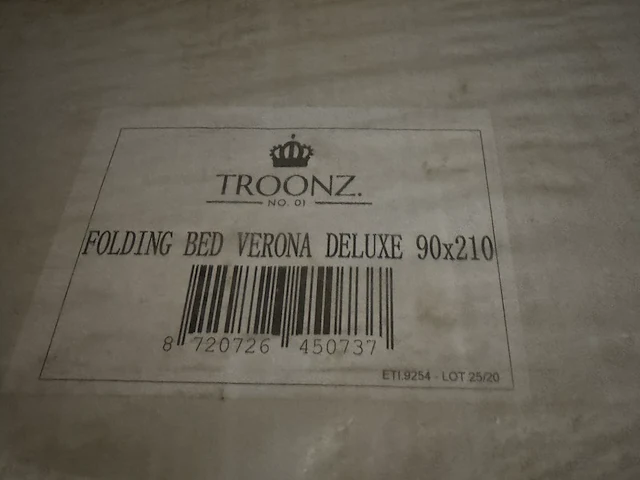 TROONZ.
NO. 01
FOLDING BED VERONA DELUXE 90x210
8 720726 450737
ETI.9254 - LOT 25/20